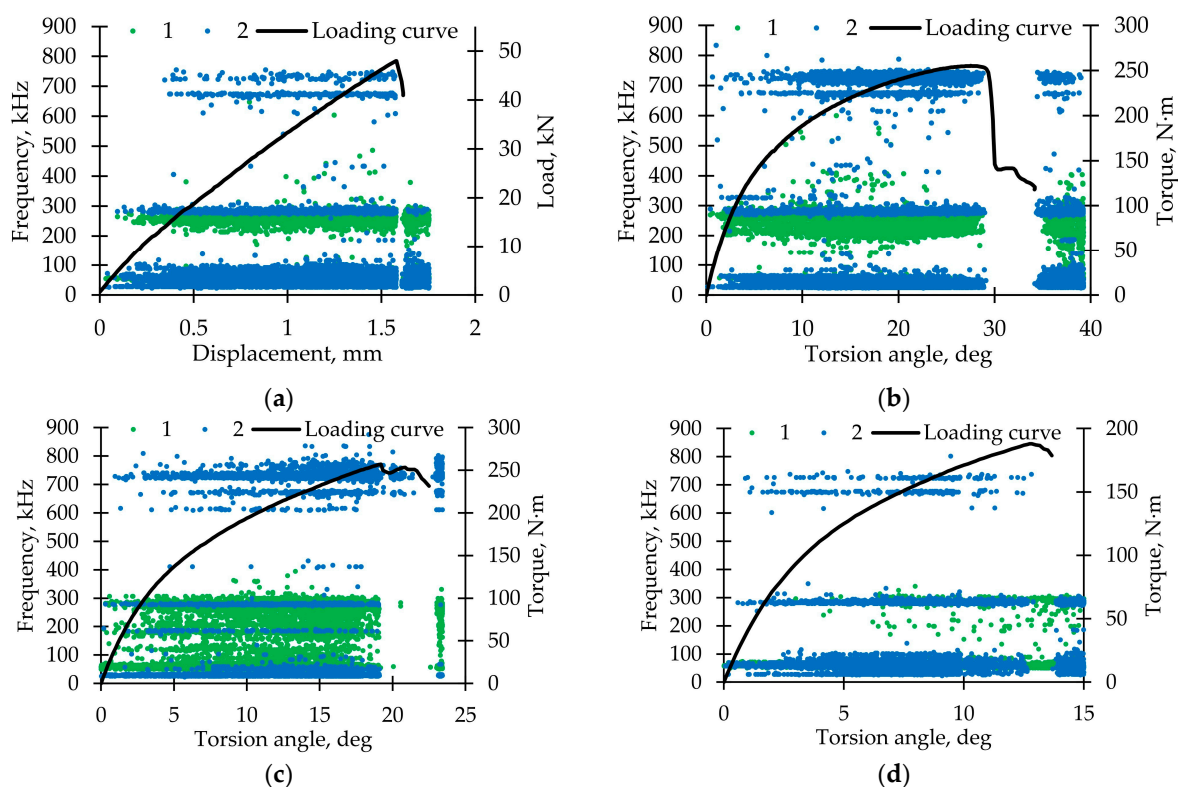 1 2 Loading curve
900
800
700
600
500
400
300
200
100
0
Frequency, kHz
50
40
30
20
10
0
Load, kN
0 0.5 1 1.5 2
Displacement, mm
(a)
1 2 Loading curve
900
800
700
600
500
400
300
200
100
0
Frequency, kHz
300
250
200
150
100
50
0
Torque, N·m
0 10 20 30 40
Torsion angle, deg
(b)
1 2 Loading curve
900
800
700
600
500
400
300
200
100
0
Frequency, kHz
300
250
200
150
100
50
0
Torque, N·m
0 5 10 15 20 25
Torsion angle, deg
(c)
1 2 Loading curve
900
800
700
600
500
400
300
200
100
0
Frequency, kHz
200
150
100
50
0
Torque, N·m
0 5 10 15
Torsion angle, deg
(d)